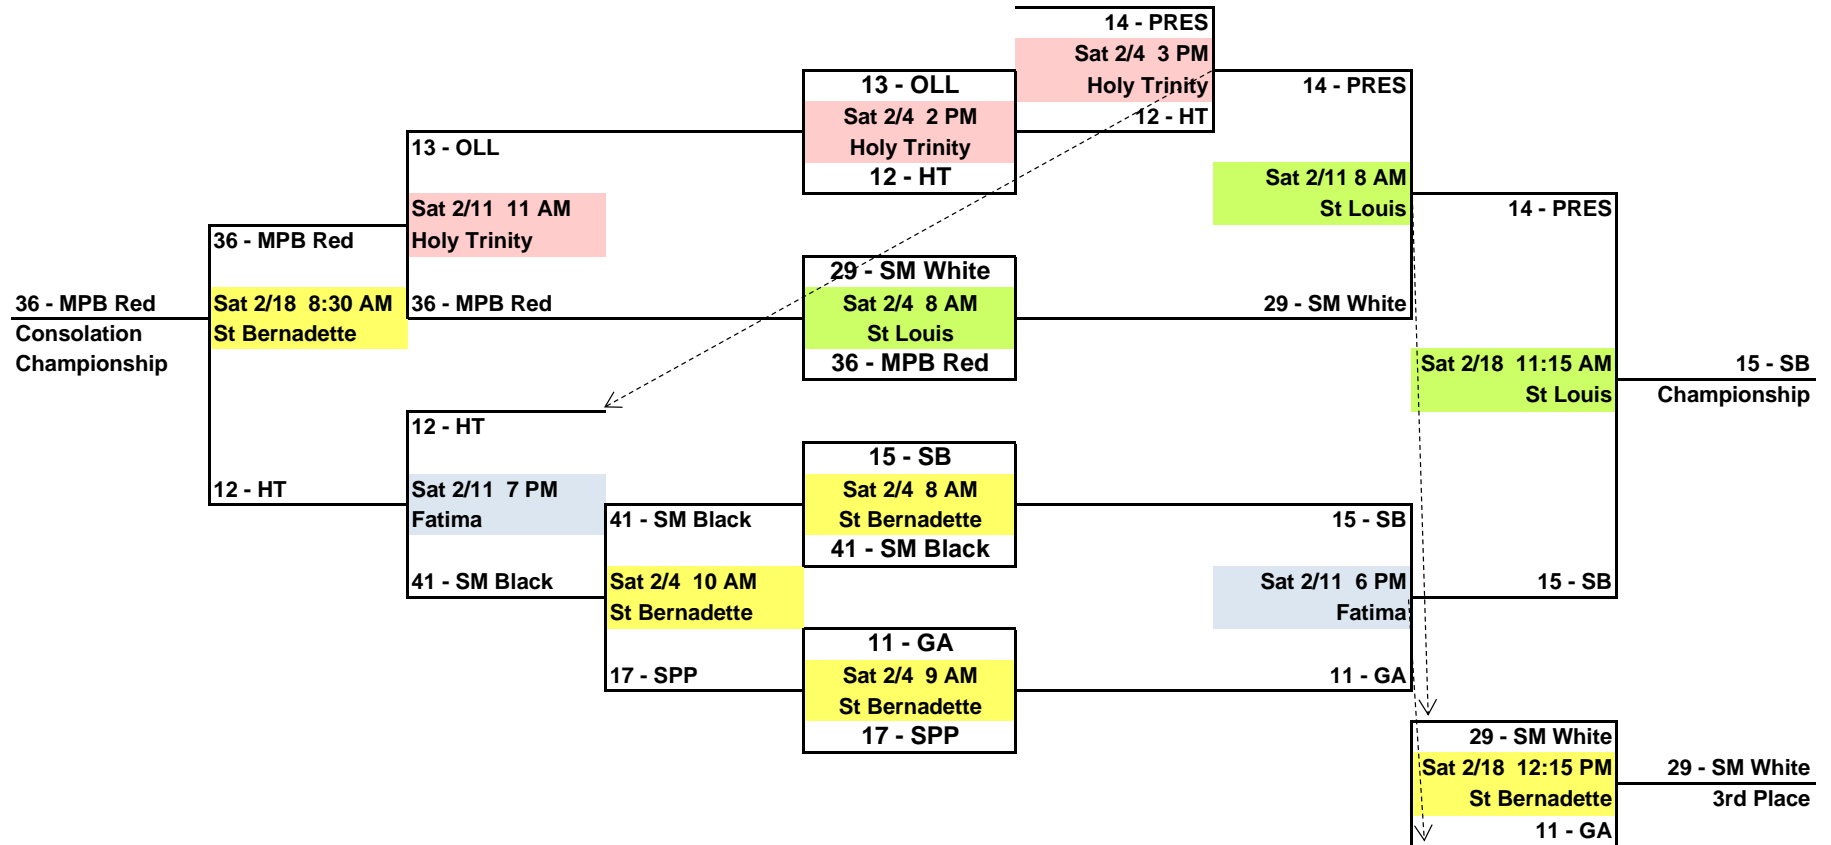 14 - PRES
Sat 2/4  3 PM
Holy Trinity
12 - HT
13 - OLL
Sat 2/4  2 PM
Holy Trinity
12 - HT
14 - PRES
13 - OLL
Sat 2/11 8 AM
St Louis
Sat 2/11  11 AM
Holy Trinity
14 - PRES
36 - MPB Red
29 - SM White
Sat 2/4  8 AM
St Louis
36 - MPB Red
36 - MPB Red
Consolation
Championship
Sat 2/18  8:30 AM
St Bernadette
36 - MPB Red
29 - SM White
Sat 2/18  11:15 AM
St Louis
15 - SB
Championship
12 - HT
15 - SB
Sat 2/4  8 AM
St Bernadette
41 - SM Black
12 - HT
Sat 2/11  7 PM
Fatima
41 - SM Black
15 - SB
41 - SM Black
Sat 2/4  10 AM
St Bernadette
Sat 2/11  6 PM
Fatima
15 - SB
11 - GA
Sat 2/4  9 AM
St Bernadette
17 - SPP
17 - SPP
11 - GA
29 - SM White
Sat 2/18  12:15 PM
St Bernadette
11 - GA
29 - SM White
3rd Place